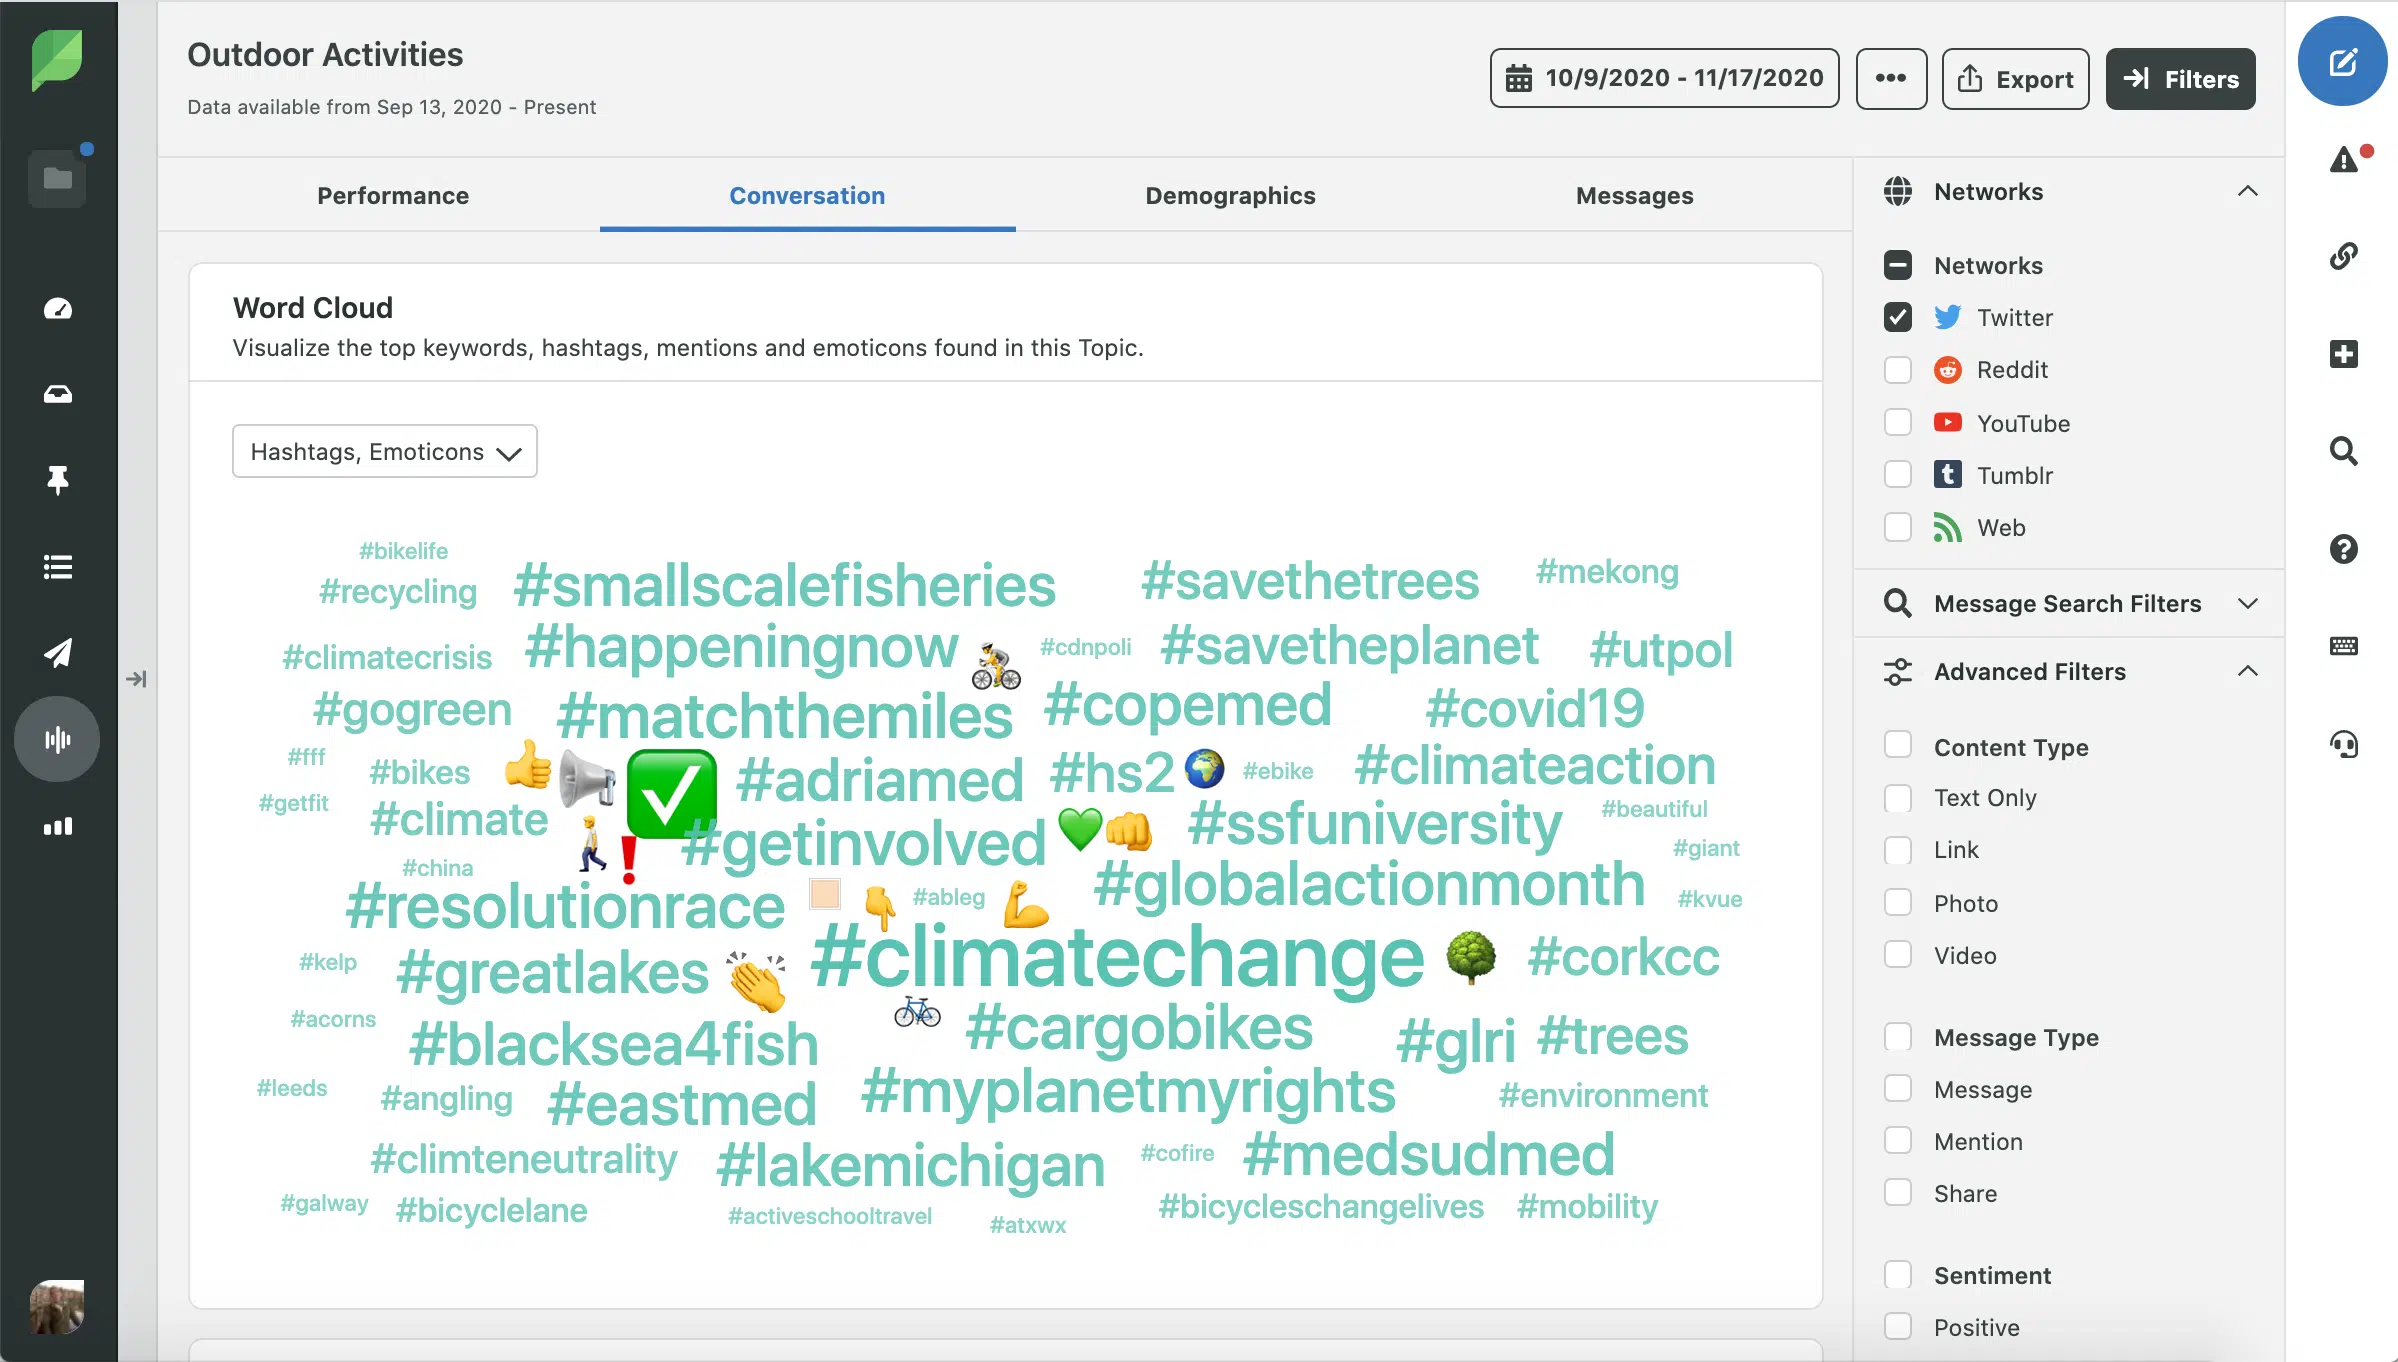 Outdoor Activities
Data available from Sep 13, 2020 - Present
10/9/2020 - 11/17/2020
Export
Filters
Performance
Conversation
Demographics
Messages
Word Cloud
Visualize the top keywords, hashtags, mentions and emoticons found in this Topic.
Hashtags, Emoticons
#bikelife
#recycling
#smallscalefisheries
#savethetrees
#mekong
#climatecrisis
#happeningnow
#cdnpoli
#savetheplanet
#utpol
#gogreen
#matchthemiles
#copemed
#covid19
#fff
#bikes
#adriamed
#hs2
#ebike
#climateaction
#getfit
#climate
#getinvolved
#ssfuniversity
#beautiful
#giant
#china
#resolutionrace
#ableg
#globalactionmonth
#kvue
#kelp
#greatlakes
#climatechange
#corkcc
#acorns
#blacksea4fish
#cargobikes
#glri
#trees
#leeds
#angling
#eastmed
#myplanetmyrights
#environment
#climteneutrality
#lakemichigan
#cofire
#medsudmed
#galway
#bicyclelane
#activeschooltravel
#atxwx
#bicycleschangelives
#mobility
Networks
Networks
Twitter
Reddit
YouTube
Tumblr
Web
Message Search Filters
Advanced Filters
Content Type
Text Only
Link
Photo
Video
Message Type
Message
Mention
Share
Sentiment
Positive